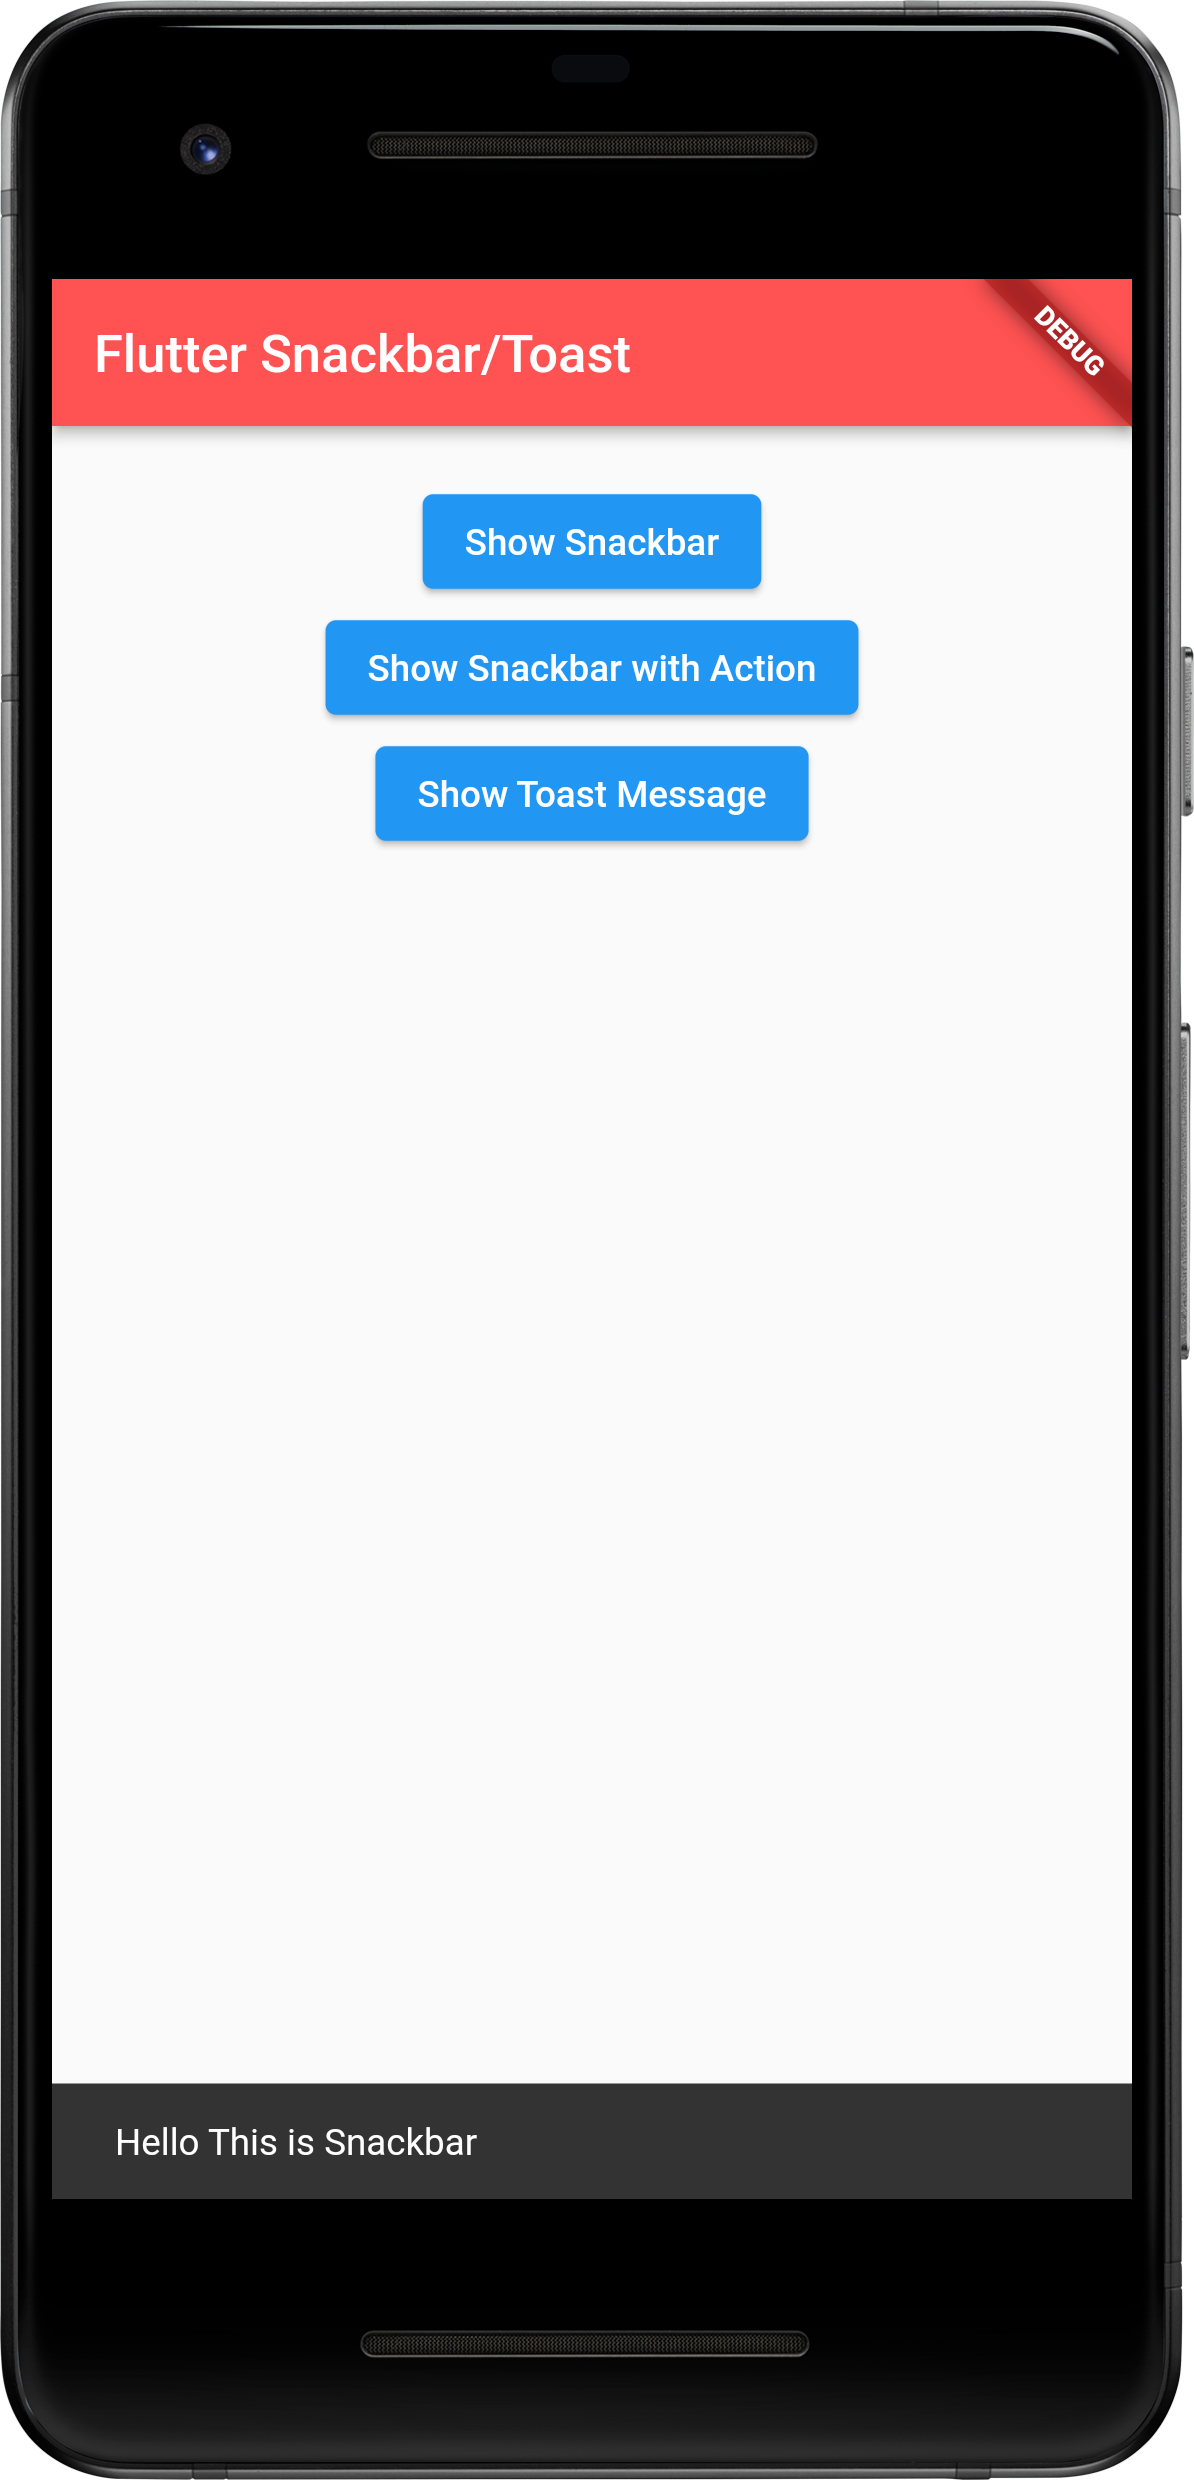 Flutter Snackbar/Toast
DEBUG
Show Snackbar
Show Snackbar with Action
Show Toast Message
Hello This is Snackbar